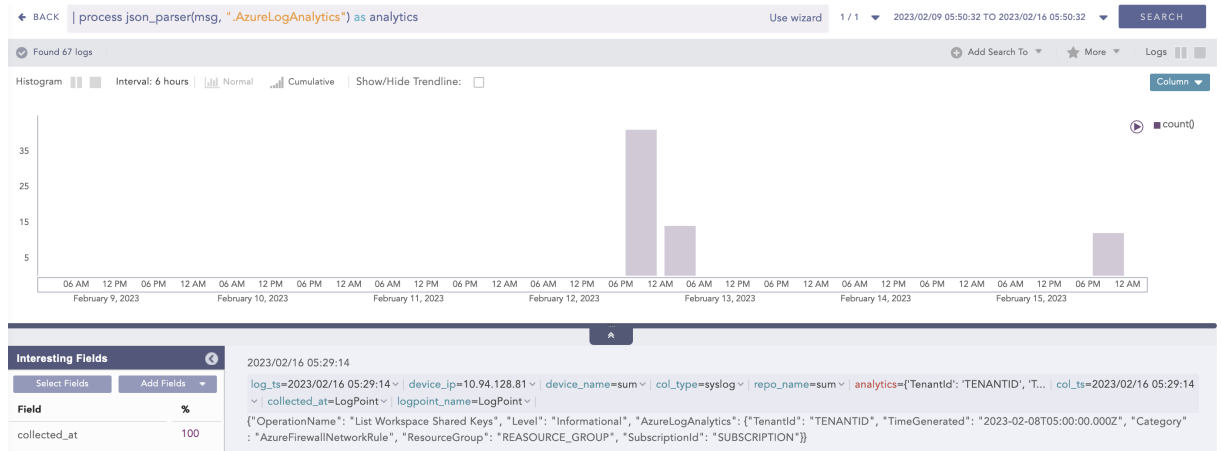 BACK | process json_parser(msg, ".AzureLogAnalytics") as analytics Use wizard 1 / 1 2023/02/09 05:50:32 TO 2023/02/16 05:50:32 SEARCH
Found 67 logs Add Search To More Logs
Histogram Interval: 6 hours Normal Cumulative Show/Hide Trendline: Column
count()
35
25
15
5
06 AM 12 PM 06 PM 12 AM 06 AM 12 PM 06 PM 12 AM 06 AM 12 PM 06 PM 12 AM 06 AM 12 PM 06 PM 12 AM 06 AM 12 PM 06 PM 12 AM 06 AM 12 PM 06 PM 12 AM 06 AM 12 PM 06 PM 12 AM
February 9, 2023 February 10, 2023 February 11, 2023 February 12, 2023 February 13, 2023 February 14, 2023 February 15, 2023
Interesting Fields
Select Fields Add Fields
Field %
collected_at 100
2023/02/16 05:29:14
log_ts=2023/02/16 05:29:14 | device_ip=10.94.128.81 | device_name=sum | col_type=syslog | repo_name=sum | analytics={'TenantId': 'TENANTID', 'T... | col_ts=2023/02/16 05:29:14
| collected_at=LogPoint | logpoint_name=LogPoint |
{"OperationName": "List Workspace Shared Keys", "Level": "Informational", "AzureLogAnalytics": {"TenantId": "TENANTID", "TimeGenerated": "2023-02-08T05:00:00.000Z", "Category"
: "AzureFirewallNetworkRule", "ResourceGroup": "REASOURCE_GROUP", "SubscriptionId": "SUBSCRIPTION"}}